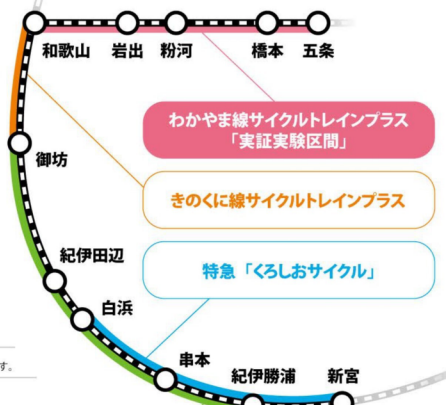 和歌山 岩出 粉河 橋本 五条
わかやま線サイクルトレインプラス
「実証実験区間」
御坊
きのくに線サイクルトレインプラス
紀伊田辺
特急「くろしおサイクル」
白浜
す。
串本
紀伊勝浦 新宮